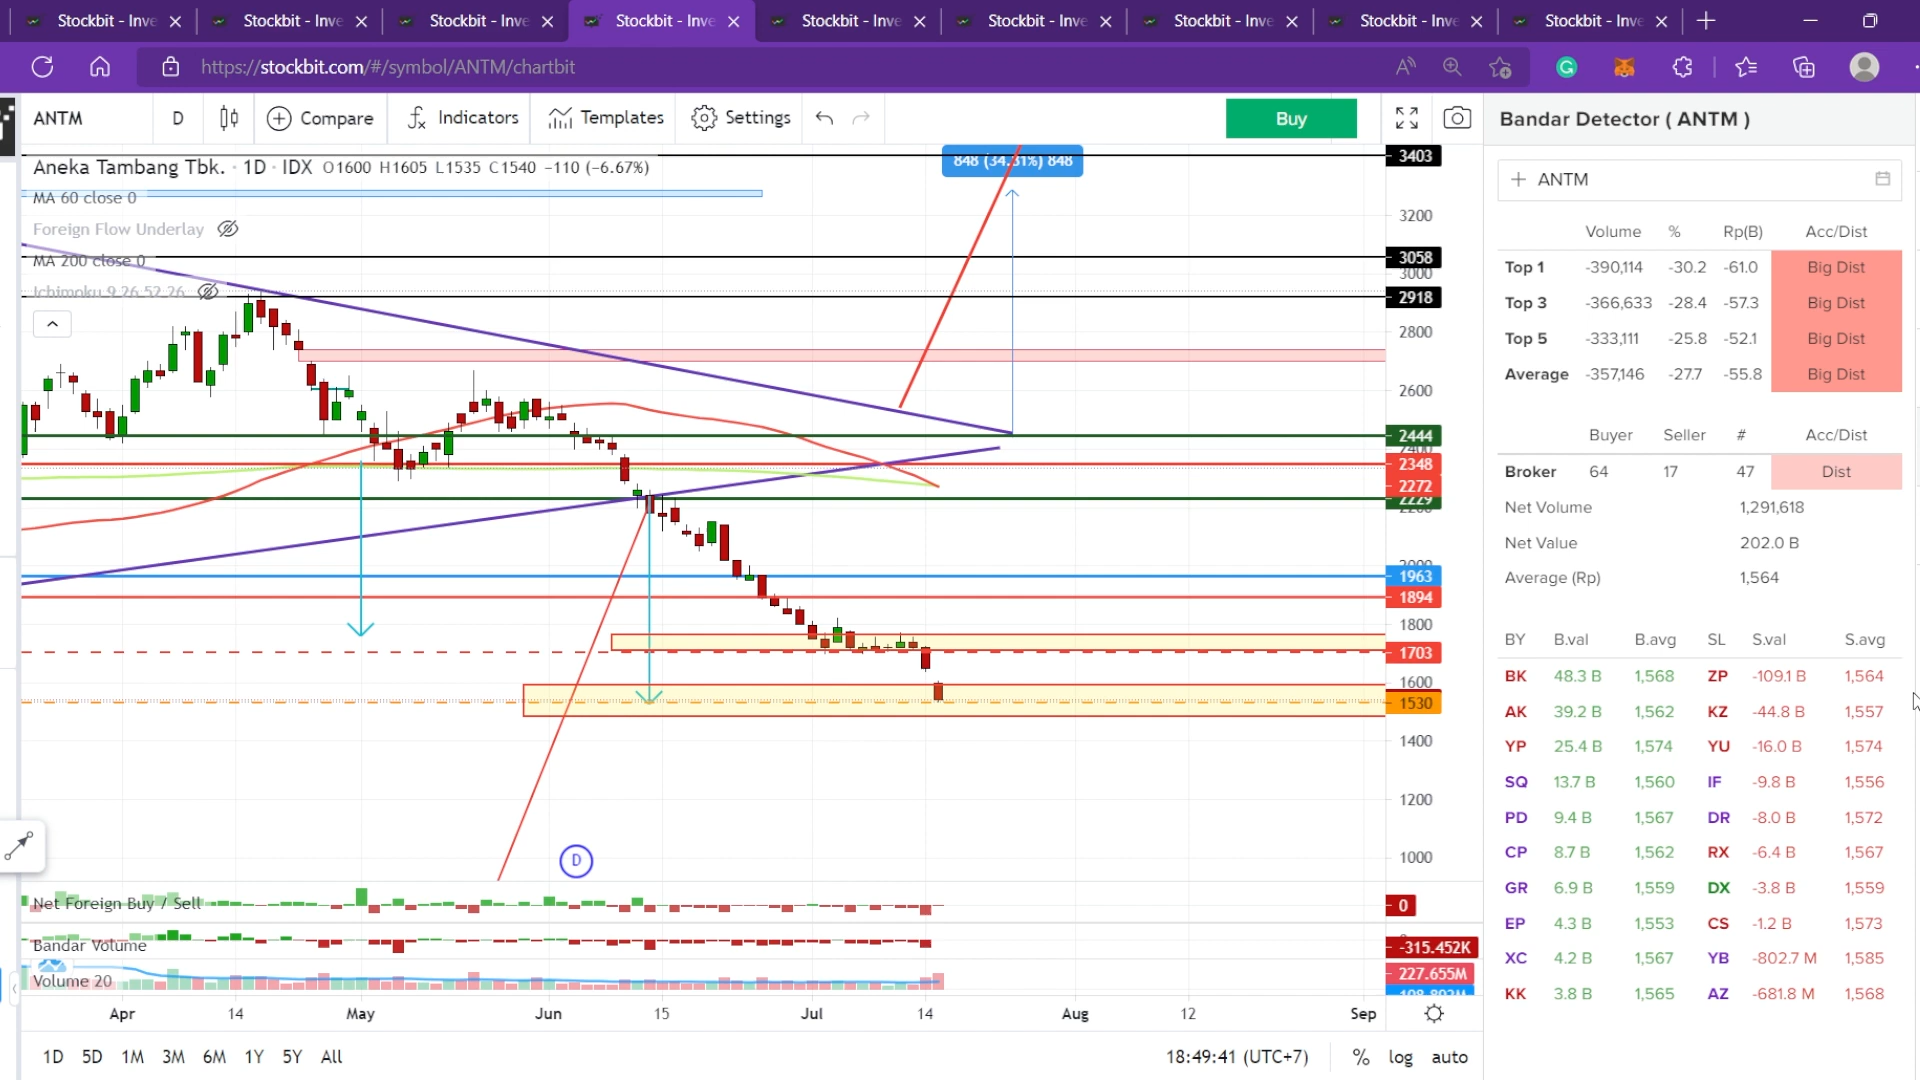 Stockbit - Inve Stockbit - Inve Stockbit - Inve Stockbit - Inve Stockbit - Inve Stockbit - Inve Stockbit - Inve Stockbit - Inve Stockbit - Inve
https://stockbit.com/#/symbol/ANTM/chartbit
ANTM D Compare Indicators Templates Settings Buy
Aneka Tambang Tbk. · 1D · IDX O1600 H1605 L1535 C1540 −110 (−6.67%)
848 (34.81%) 848
MA 60 close 0
Foreign Flow Underlay
MA 200 close 0
Ichimoku 9 26 52 26
3403
3200
3058
3000
2918
2800
2600
2444
2400
2348
2272
2229
2200
2000
1963
1894
1800
1703
1600
1530
1400
1200
1000
D
Net Foreign Buy / Sell 0
Bandar Volume -315.452K
Volume 20 227.655M
Apr 14 May Jun 15 Jul 14 Aug 12 Sep
1D 5D 1M 3M 6M 1Y 5Y All 18:49:41 (UTC+7) % log auto
Bandar Detector ( ANTM )
ANTM
Volume % Rp(B) Acc/Dist
Top 1 -390,114 -30.2 -61.0 Big Dist
Top 3 -366,633 -28.4 -57.3 Big Dist
Top 5 -333,111 -25.8 -52.1 Big Dist
Average -357,146 -27.7 -55.8 Big Dist
Buyer Seller # Acc/Dist
Broker 64 17 47 Dist
Net Volume 1,291,618
Net Value 202.0 B
Average (Rp) 1,564
BY B.val B.avg SL S.val S.avg
BK 48.3 B 1,568 ZP -109.1 B 1,564
AK 39.2 B 1,562 KZ -44.8 B 1,557
YP 25.4 B 1,574 YU -16.0 B 1,574
SQ 13.7 B 1,560 IF -9.8 B 1,556
PD 9.4 B 1,567 DR -8.0 B 1,572
CP 8.7 B 1,562 RX -6.4 B 1,567
GR 6.9 B 1,559 DX -3.8 B 1,559
EP 4.3 B 1,553 CS -1.2 B 1,573
XC 4.2 B 1,567 YB -802.7 M 1,585
KK 3.8 B 1,565 AZ -681.8 M 1,568